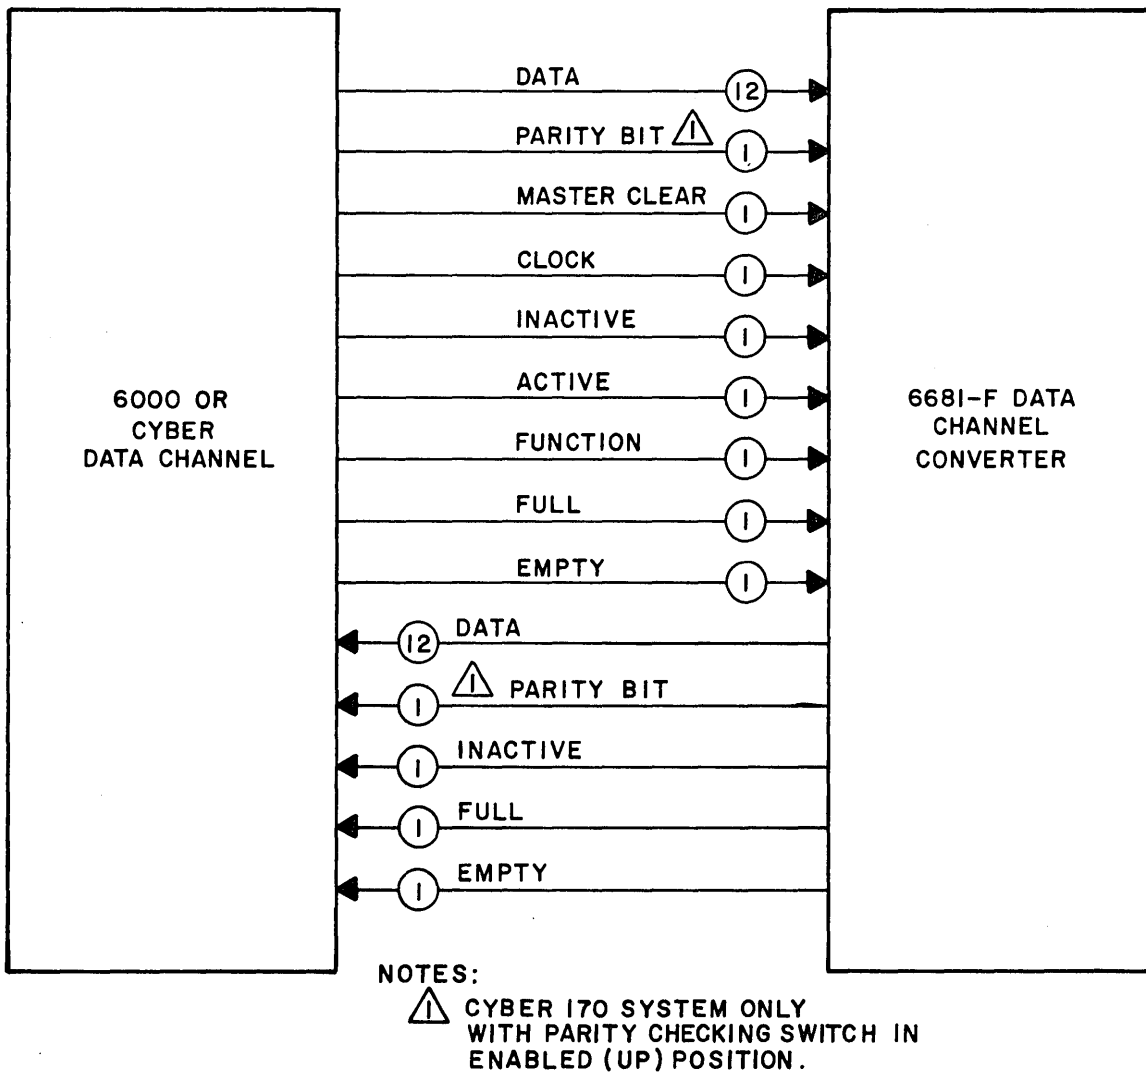 6000 OR
CYBER
DATA CHANNEL
DATA 12
PARITY BIT 1 1
MASTER CLEAR 1
CLOCK 1
INACTIVE 1
ACTIVE 1
FUNCTION 1
FULL 1
EMPTY 1
12 DATA
1 1 PARITY BIT
1 INACTIVE
1 FULL
1 EMPTY
6681-F DATA
CHANNEL
CONVERTER
NOTES:
1 CYBER 170 SYSTEM ONLY
WITH PARITY CHECKING SWITCH IN
ENABLED (UP) POSITION.